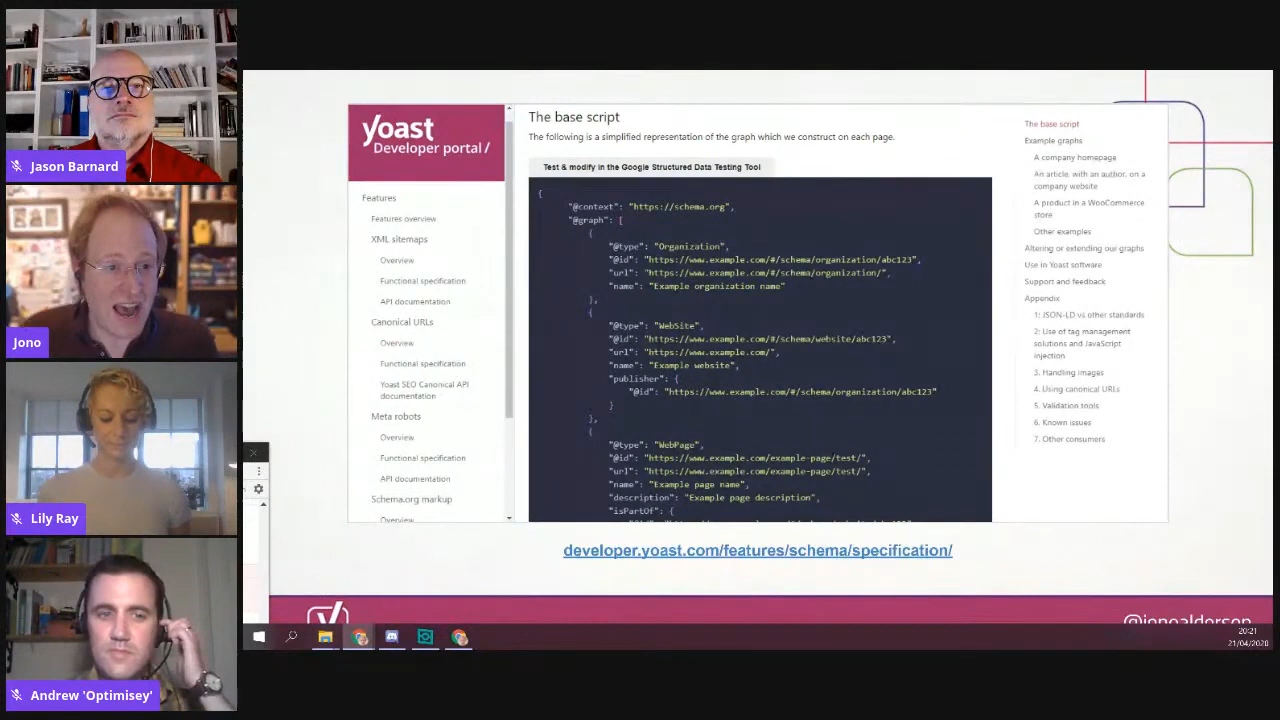 Jason Barnard
Jono
Lily Ray
Andrew 'Optimisey'
yoast
Developer portal /
Features
Features overview
XML sitemaps
Overview
Functional specification
API documentation
Canonical URLs
Overview
Functional specification
Yoast SEO Canonical API
documentation
Meta robots
Overview
Functional specification
API documentation
Schema.org markup
Overview
The base script
The following is a simplified representation of the graph which we construct on each page.
Test & modify in the Google Structured Data Testing Tool
{
"@context": "https://schema.org",
"@graph": [
{
"@type": "Organization",
"@id": "https://www.example.com/#/schema/organization/abc123",
"url": "https://www.example.com/#/schema/organization/",
"name": "Example organization name"
},
{
"@type": "WebSite",
"@id": "https://www.example.com/#/schema/website/abc123",
"url": "https://www.example.com/",
"name": "Example website",
"publisher": {
"@id": "https://www.example.com/#/schema/organization/abc123"
}
},
{
"@type": "WebPage",
"@id": "https://www.example.com/example-page/test/",
"url": "https://www.example.com/example-page/test/",
"name": "Example page name",
"description": "Example page description",
"isPartOf": {
The base script
Example graphs
A company homepage
An article, with an author, on a
company website
A product in a WooCommerce
store
Other examples
Altering or extending our graphs
Use in Yoast software
Support and feedback
Appendix
1: JSON-LD vs other standards
2: Use of tag management
solutions and JavaScript
injection
3. Handling images
4. Using canonical URLs
5. Validation tools
6. Known issues
7. Other consumers
developer.yoast.com/features/schema/specification/
@jonoalderson
20:21
21/04/2020